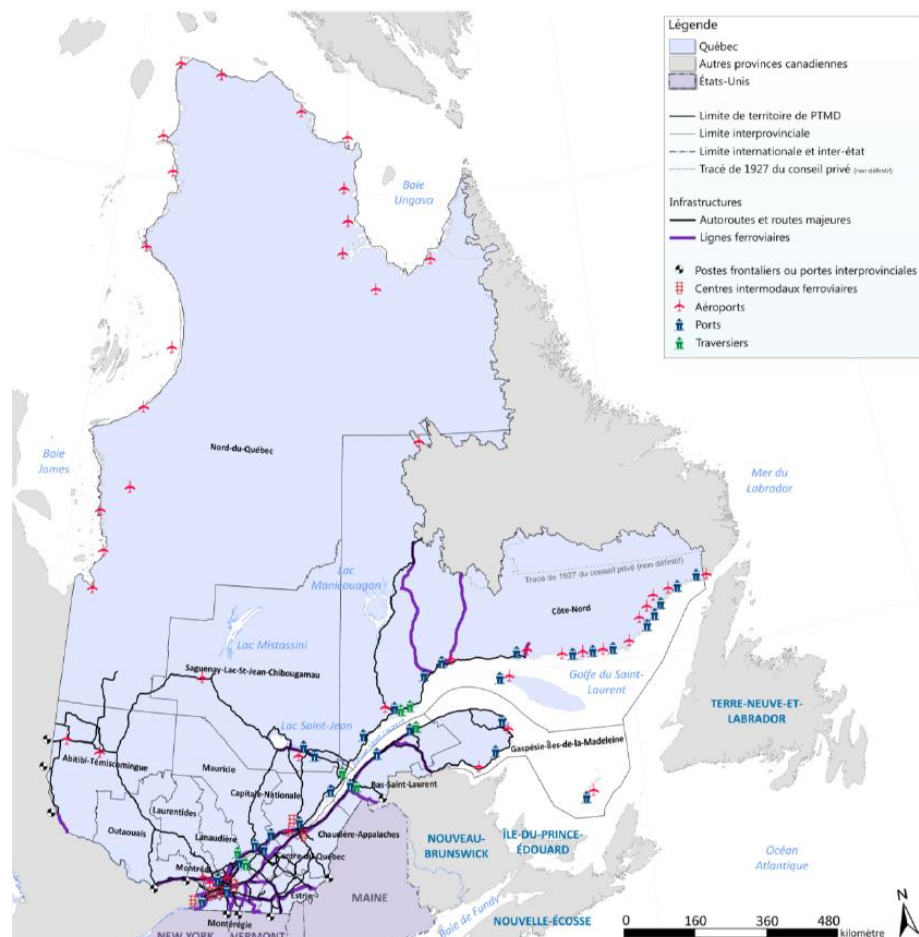 Légende
Québec
Autres provinces canadiennes
États-Unis
Limite de territoire de PTMD
Limite interprovinciale
Limite internationale et inter-état
Tracé de 1927 du conseil privé (non définitif)
Infrastructures
Autoroutes et routes majeures
Lignes ferroviaires
Postes frontaliers ou portes interprovinciales
Centres intermodaux ferroviaires
Aéroports
Ports
Traversiers
Baie
Ungava
Nord-du-Québec
Baie
James
Mer du
Labrador
Tracé de 1927 du conseil privé (non définitif)
Lac
Manicouagan
Côte-Nord
Lac Mistassini
Saguenay-Lac-St-Jean-Chibougamau
Golfe du Saint-
Laurent
TERRE-NEUVE-ET-
LABRADOR
Lac Saint-Jean
Gaspésie-Îles-de-la-Madeleine
Abitibi-Témiscamingue
Mauricie
Bas-Saint-Laurent
Capitale-Nationale
Laurentides
Outaouais
Lanaudière
Chaudière-Appalaches
NOUVEAU-
BRUNSWICK
ÎLE-DU-PRINCE-
ÉDOUARD
Centre-du-Québec
Océan
Atlantique
Montréal
Estrie
MAINE
Montérégie
Baie de Fundy
NOUVELLE-ÉCOSSE
NEW YORK
VERMONT
N
0 160 360 480
kilomètre